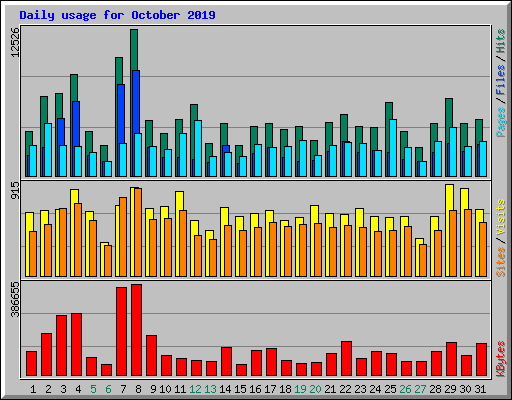 Daily usage for October 2019
12526
Pages / Files / Hits
915
Sites / Visits
386655
KBytes
1 2 3 4 5 6 7 8 9 10 11 12 13 14 15 16 17 18 19 20 21 22 23 24 25 26 27 28 29 30 31